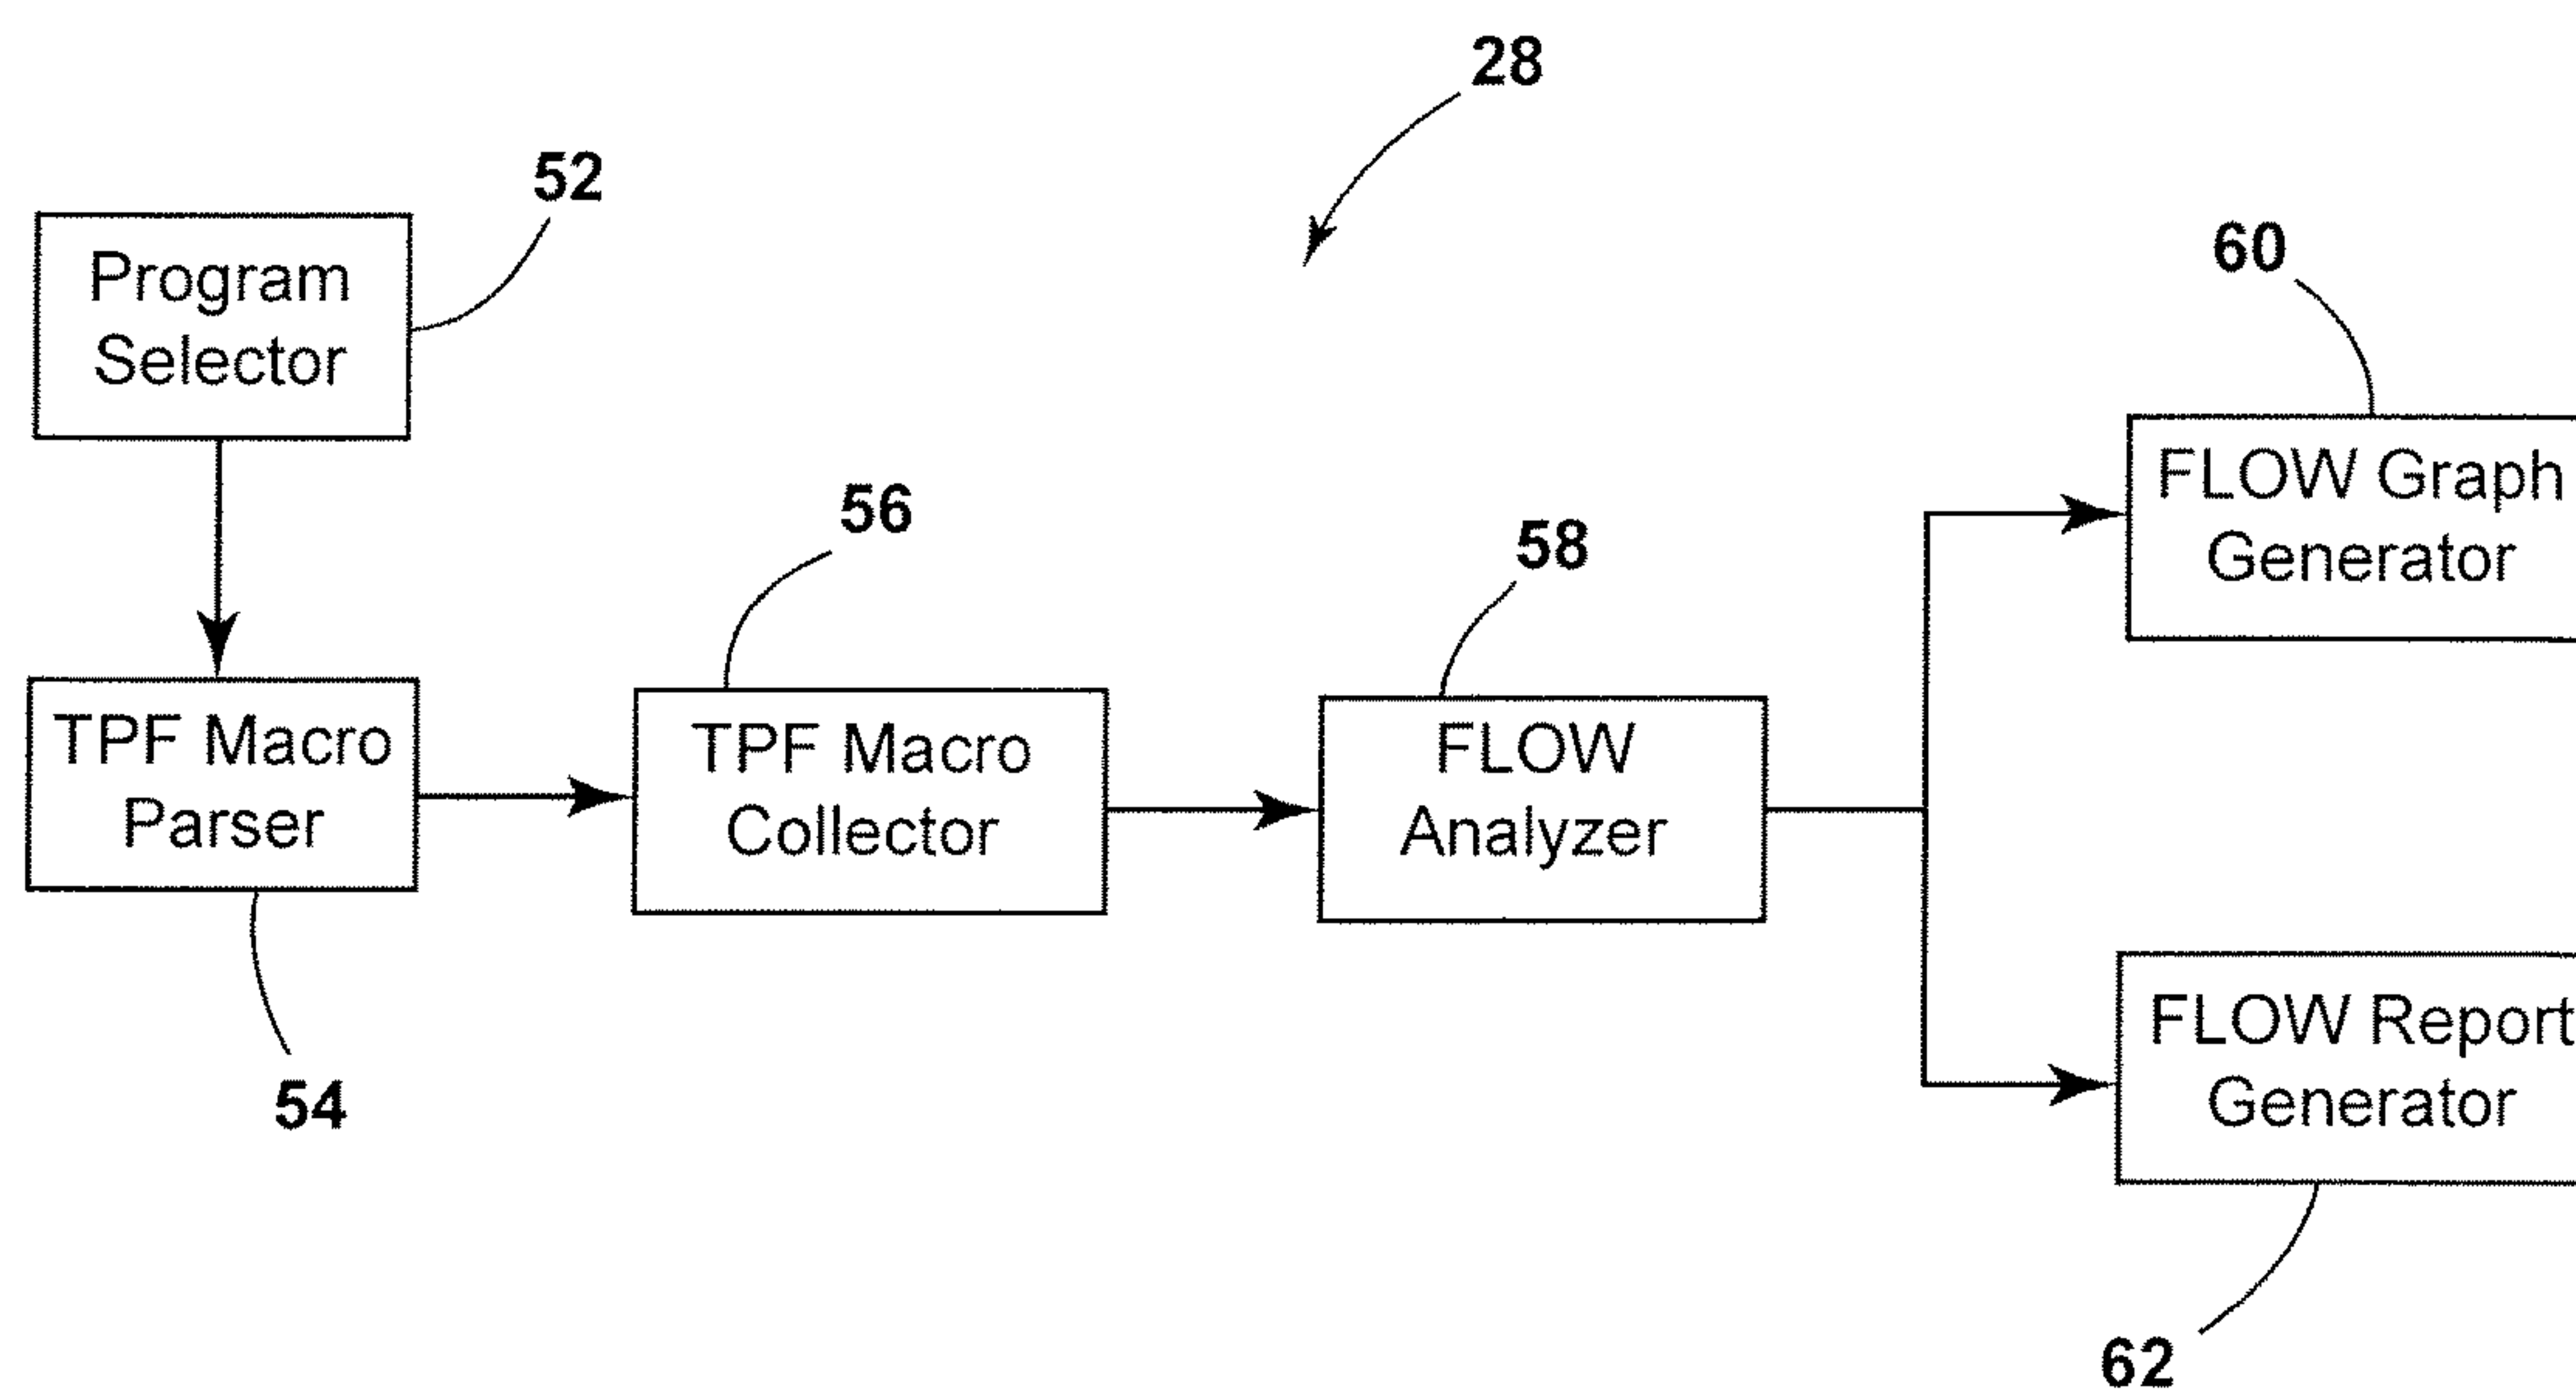 28
52
Program
Selector
60
FLOW Graph
Generator
56
58
TPF Macro
Parser
TPF Macro
Collector
FLOW
Analyzer
54
FLOW Report
Generator
62